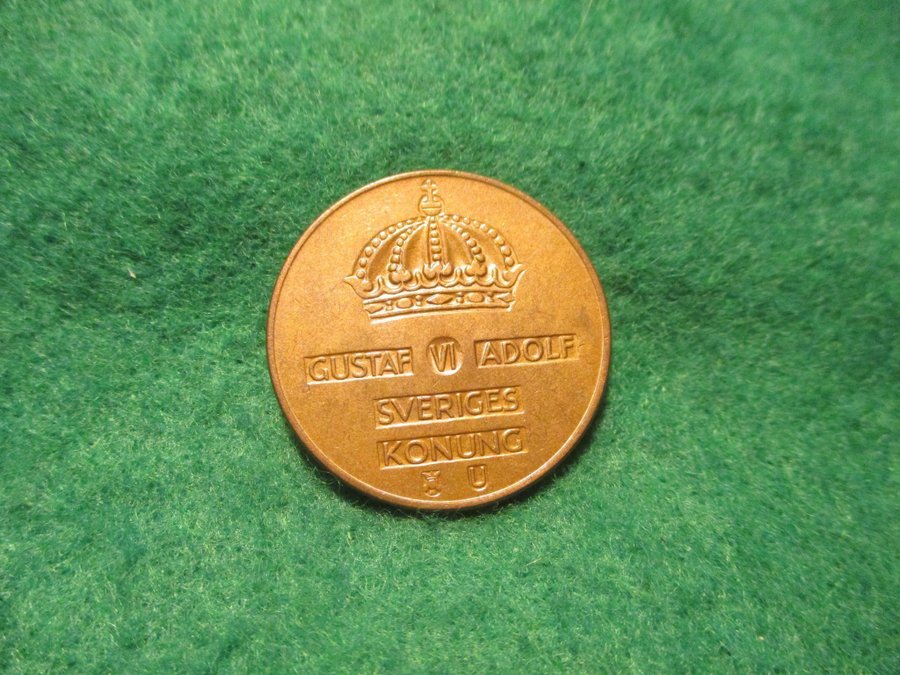 GUSTAF VI ADOLF
SVERIGES
KONUNG
U